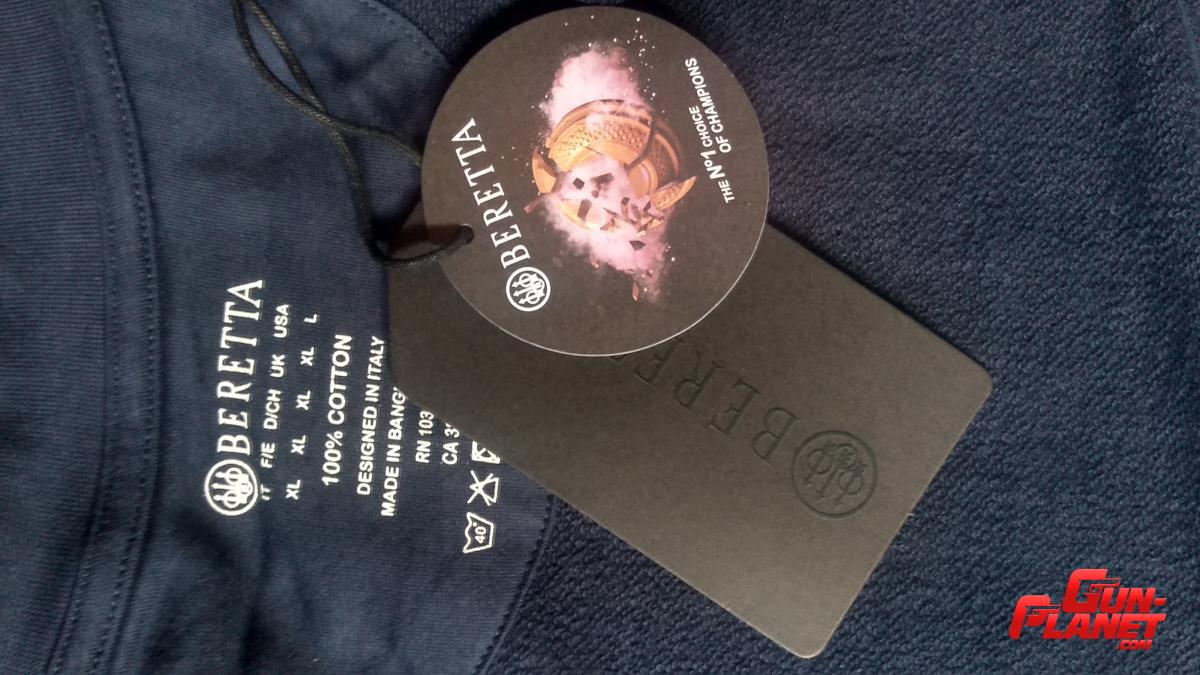 BERETTA
IT F/E D/CH UK USA
XL XL XL XL L
100% COTTON
DESIGNED IN ITALY
MADE IN BANG
RN 103
CA 3
40°
BERETTA
THE Nº1 CHOICE
OF CHAMPIONS
BERE
GUN-
PLANET
.COM